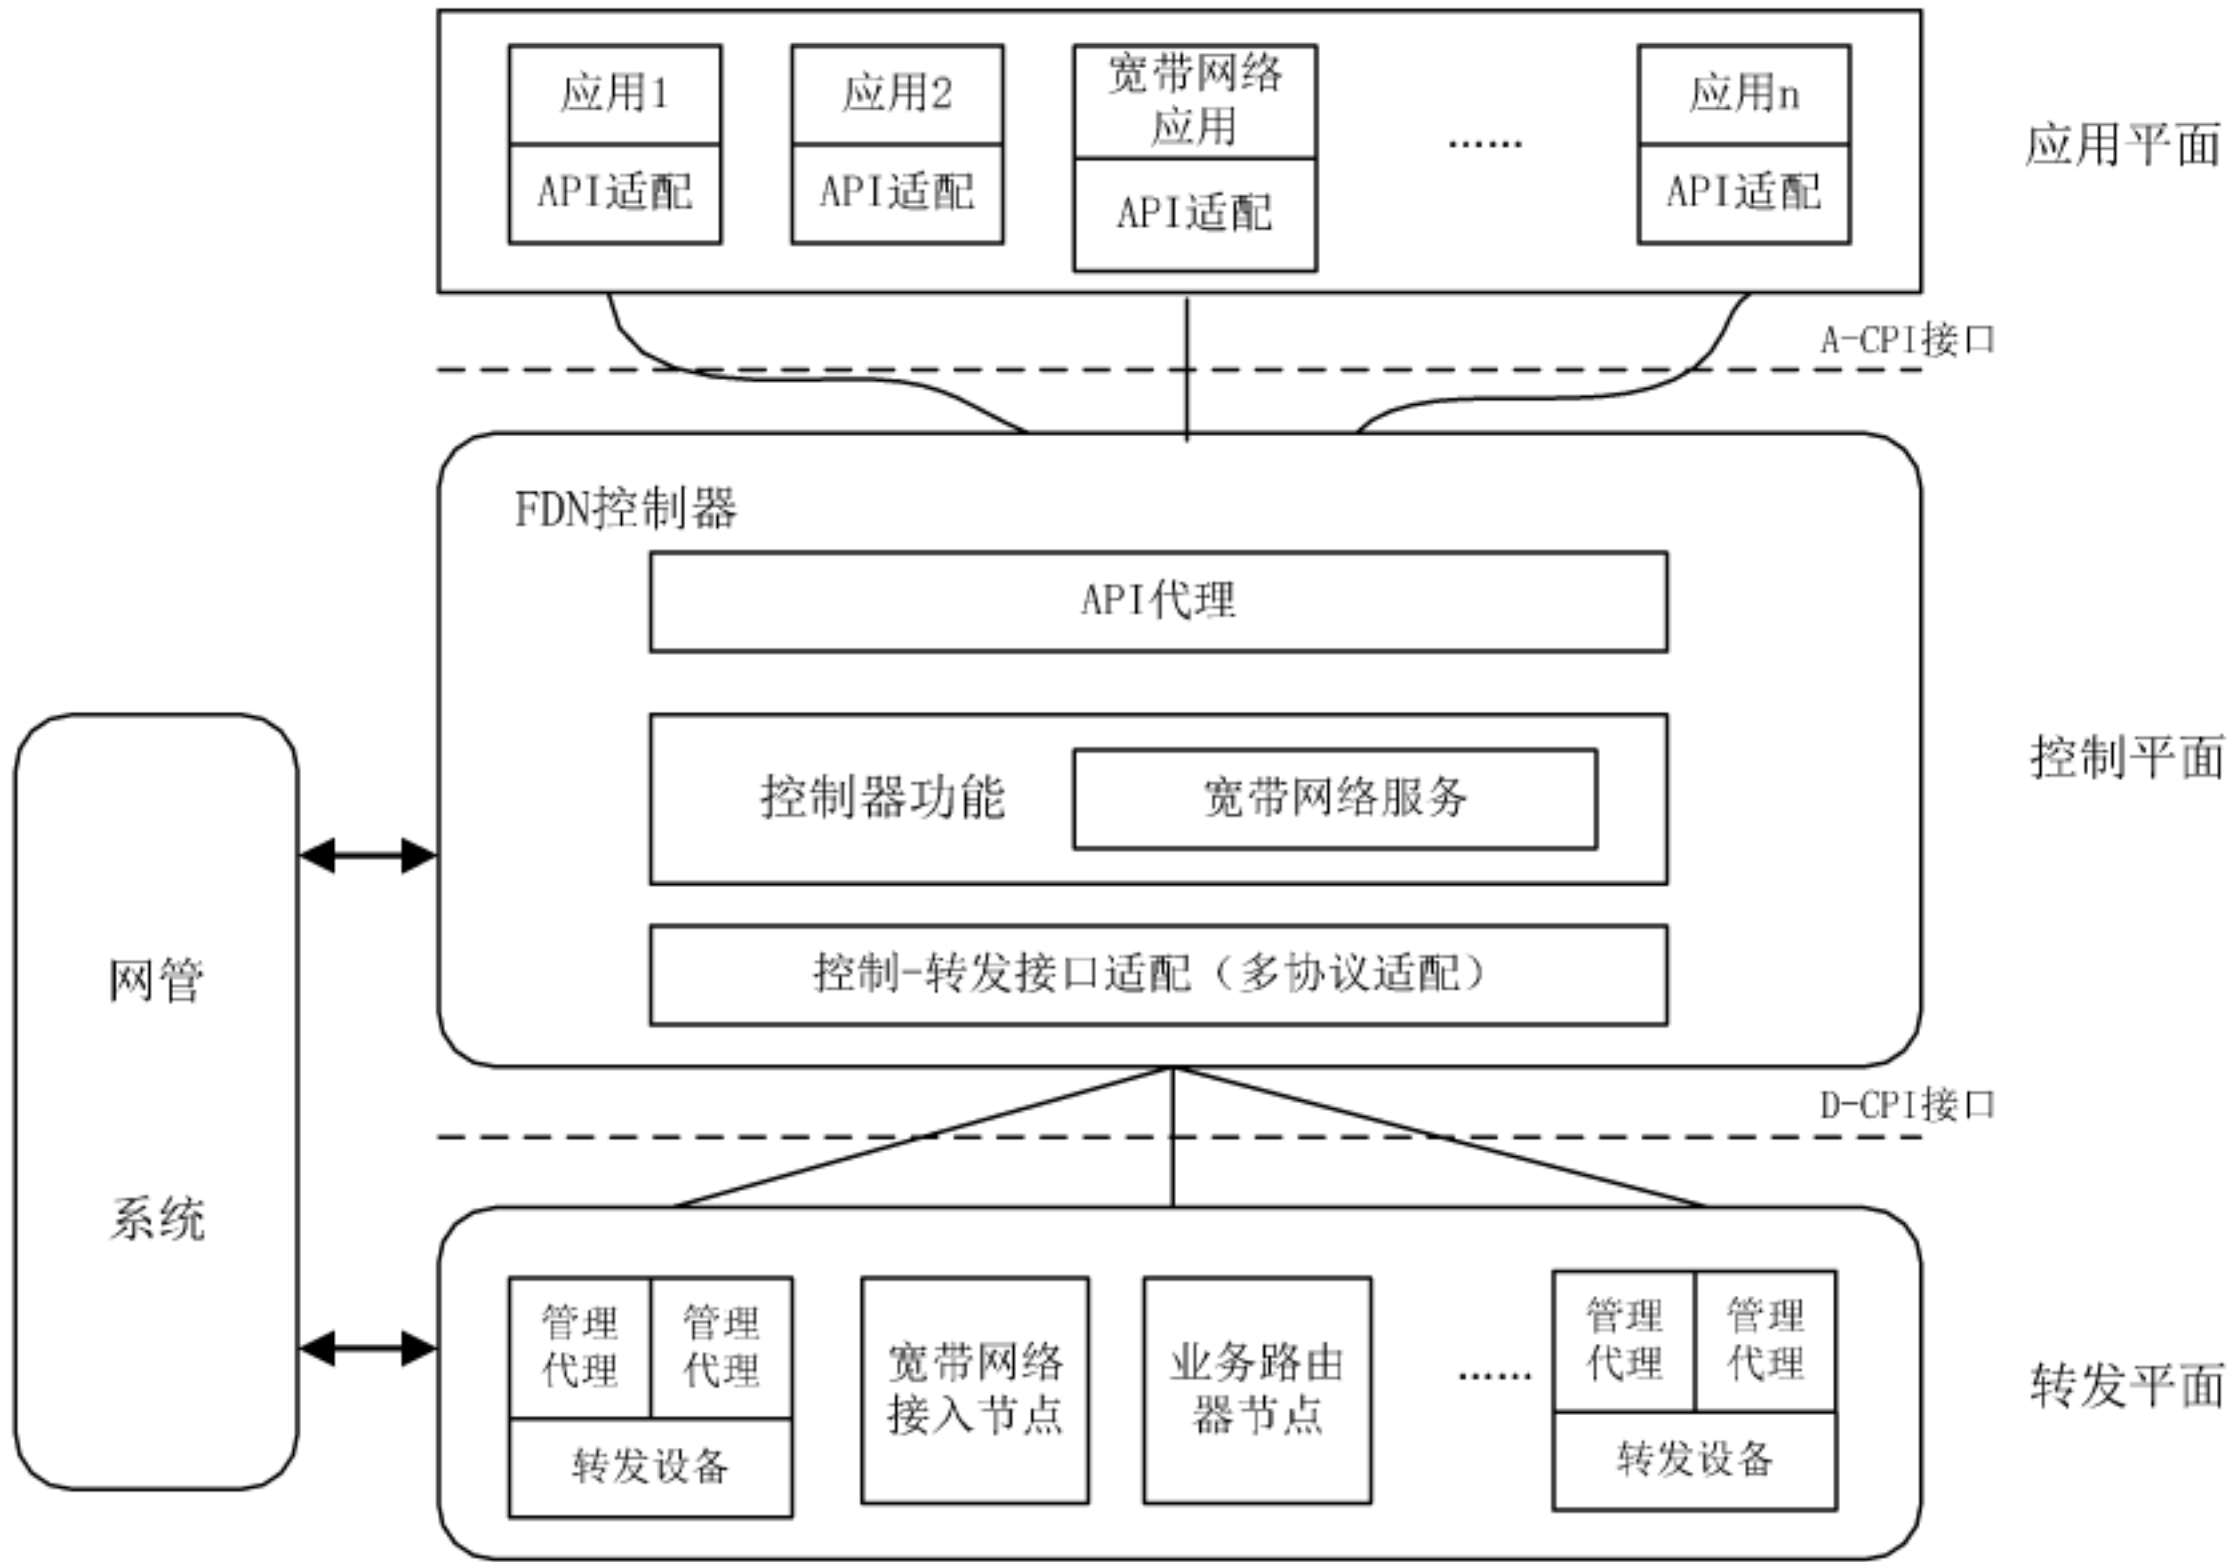 应用1
API适配
应用2
API适配
宽带网络
应用
API适配
......
应用n
API适配
应用平面
A-CPI接口
FDN控制器
API代理
控制器功能
宽带网络服务
控制-转发接口适配（多协议适配）
控制平面
网管
系统
D-CPI接口
管理
代理
管理
代理
转发设备
宽带网络
接入节点
业务路由
器节点
......
管理
代理
管理
代理
转发设备
转发平面